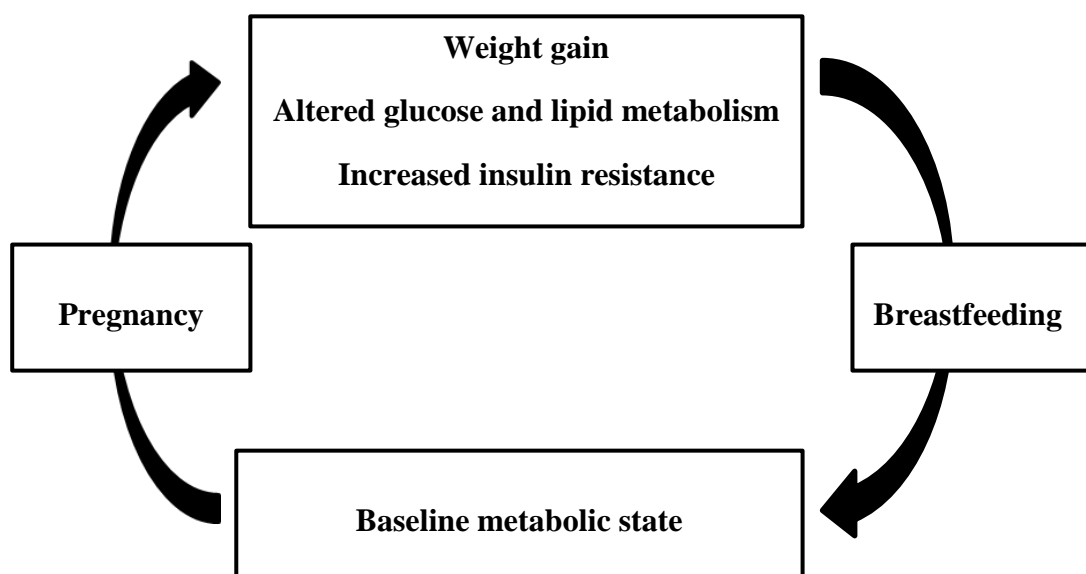 Weight gain
Altered glucose and lipid metabolism
Increased insulin resistance
Pregnancy
Breastfeeding
Baseline metabolic state